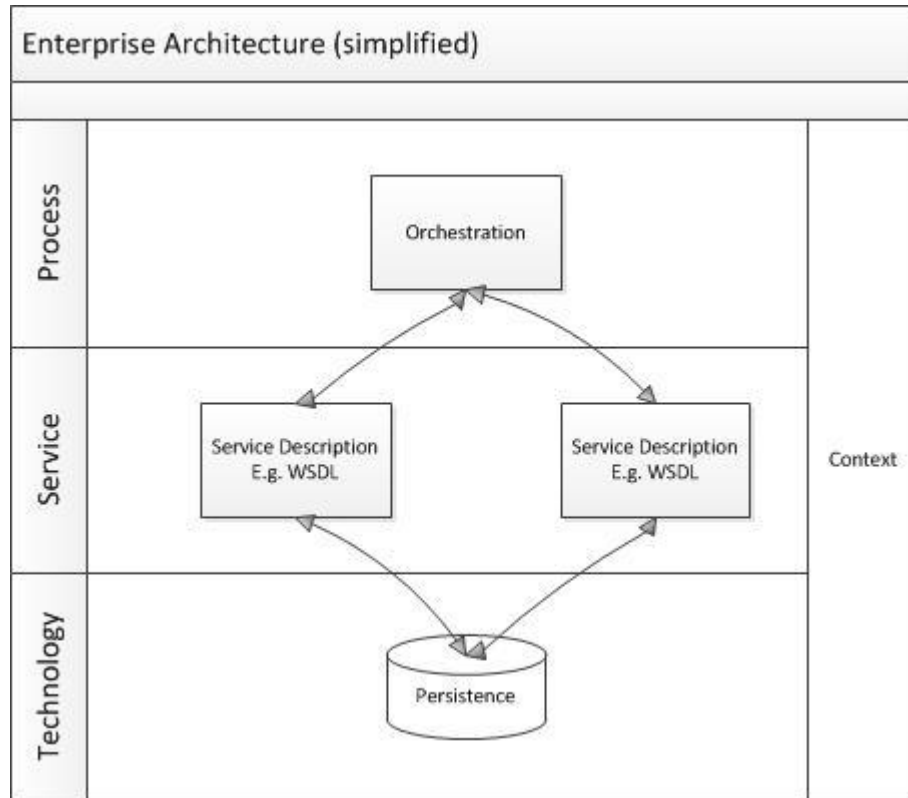 Enterprise Architecture (simplified)
Process
Orchestration
Service
Service Description
E.g. WSDL
Service Description
E.g. WSDL
Context
Technology
Persistence